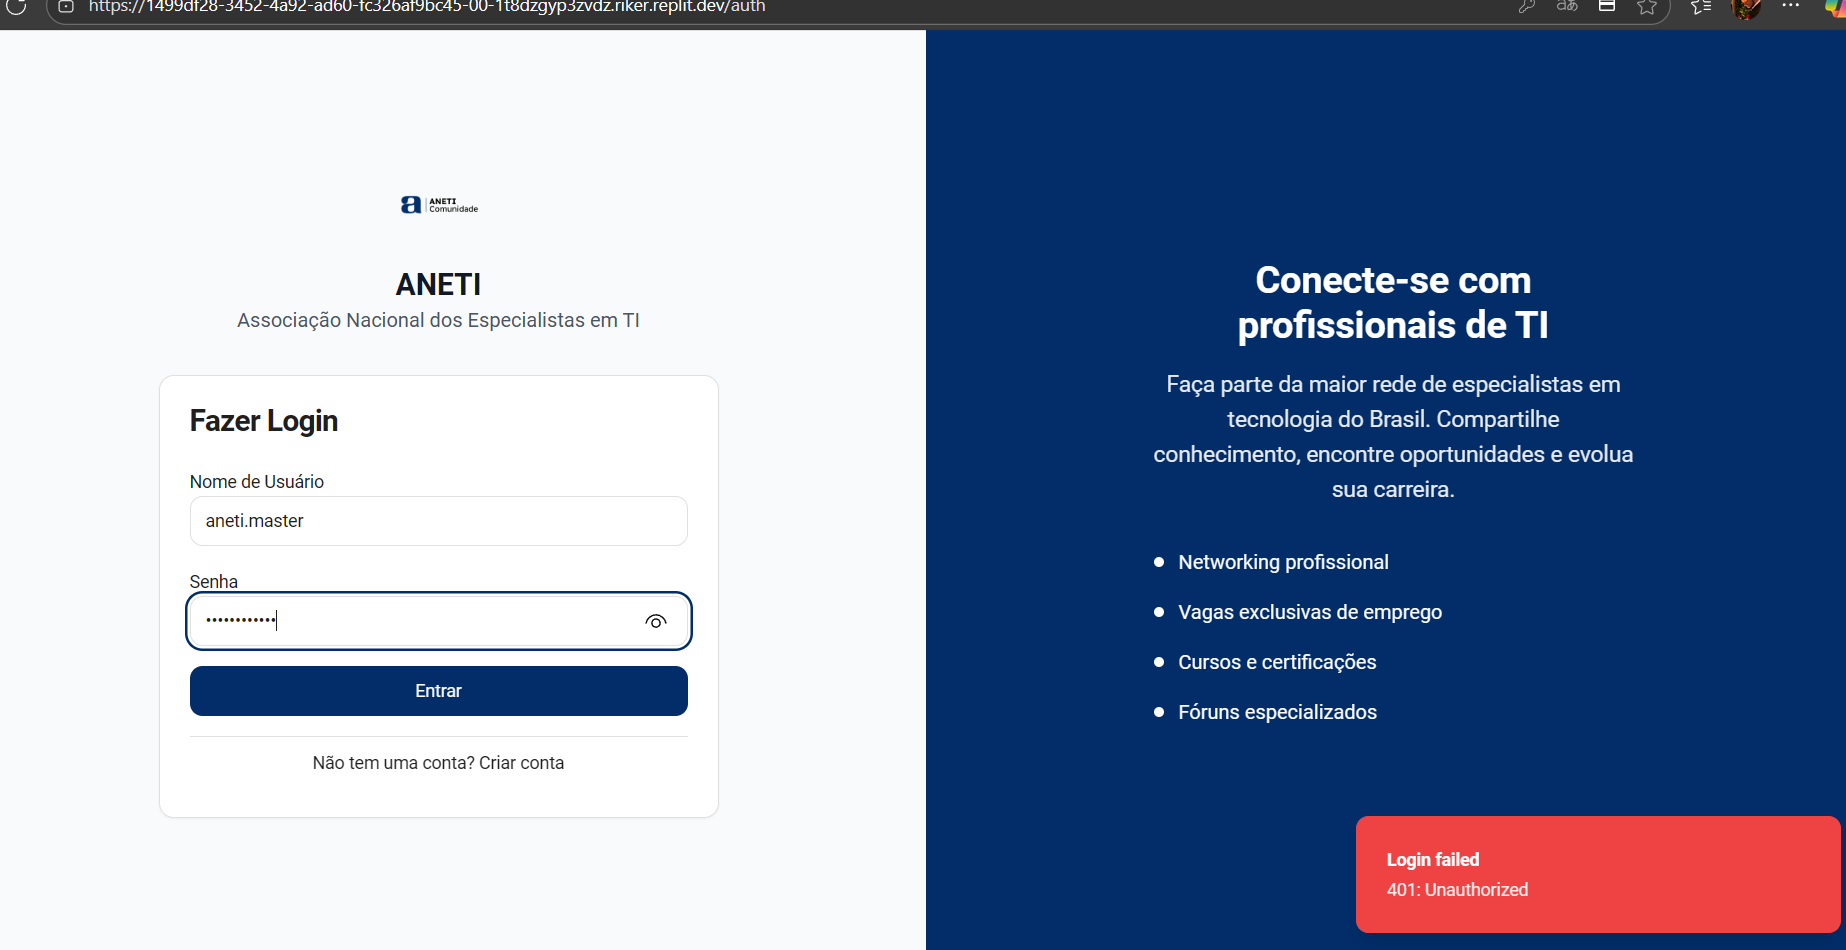 https://1499df28-3452-4a92-ad60-fc326af9bc45-00-1t8dzgyp3zvdz.riker.replit.dev/auth
a ANETI
Comunidade
ANETI
Associação Nacional dos Especialistas em TI
Fazer Login
Nome de Usuário
aneti.master
Senha
••••••••••••
Entrar
Não tem uma conta? Criar conta
Conecte-se com
profissionais de TI
Faça parte da maior rede de especialistas em
tecnologia do Brasil. Compartilhe
conhecimento, encontre oportunidades e evolua
sua carreira.
Networking profissional
Vagas exclusivas de emprego
Cursos e certificações
Fóruns especializados
Login failed
401: Unauthorized